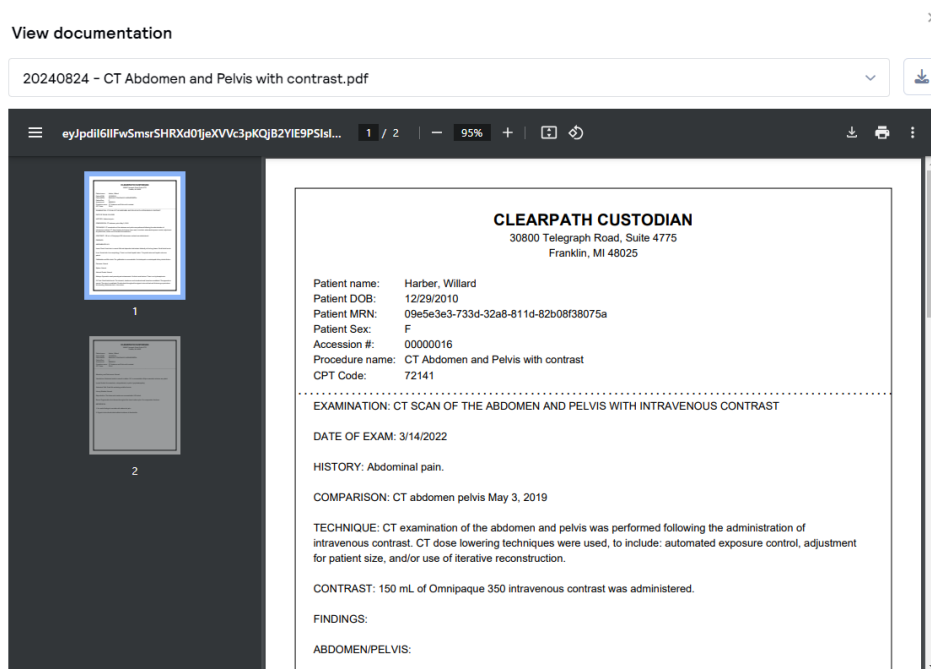 View documentation
20240824 - CT Abdomen and Pelvis with contrast.pdf
1 / 2
95%
CLEARPATH CUSTODIAN
30800 Telegraph Road, Suite 4775
Franklin, MI 48025
Patient name: Harber, Willard
Patient DOB: 12/29/2010
Patient MRN: 09e5e3e3-733d-32a8-811d-82b08f38075a
Patient Sex: F
Accession #: 00000016
Procedure name: CT Abdomen and Pelvis with contrast
CPT Code: 72141
EXAMINATION: CT SCAN OF THE ABDOMEN AND PELVIS WITH INTRAVENOUS CONTRAST
DATE OF EXAM: 3/14/2022
HISTORY: Abdominal pain.
COMPARISON: CT abdomen pelvis May 3, 2019
TECHNIQUE: CT examination of the abdomen and pelvis was performed following the administration of
intravenous contrast. CT dose lowering techniques were used, to include: automated exposure control, adjustment
for patient size, and/or use of iterative reconstruction.
CONTRAST: 150 mL of Omnipaque 350 intravenous contrast was administered.
FINDINGS:
ABDOMEN/PELVIS:
1
2